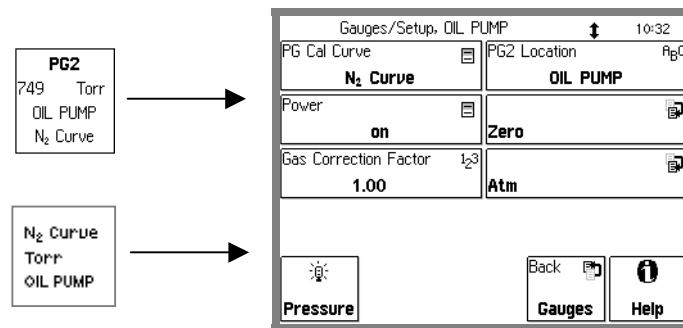 PG2
749 Torr
OIL PUMP
N₂ Curve
N₂ Curve
Torr
OIL PUMP
Gauges/Setup, OIL PUMP 10:32
PG Cal Curve
N₂ Curve
PG2 Location ABC
OIL PUMP
Power
on
Zero
Gas Correction Factor 123
1.00
Atm
Pressure
Back
Gauges
Help